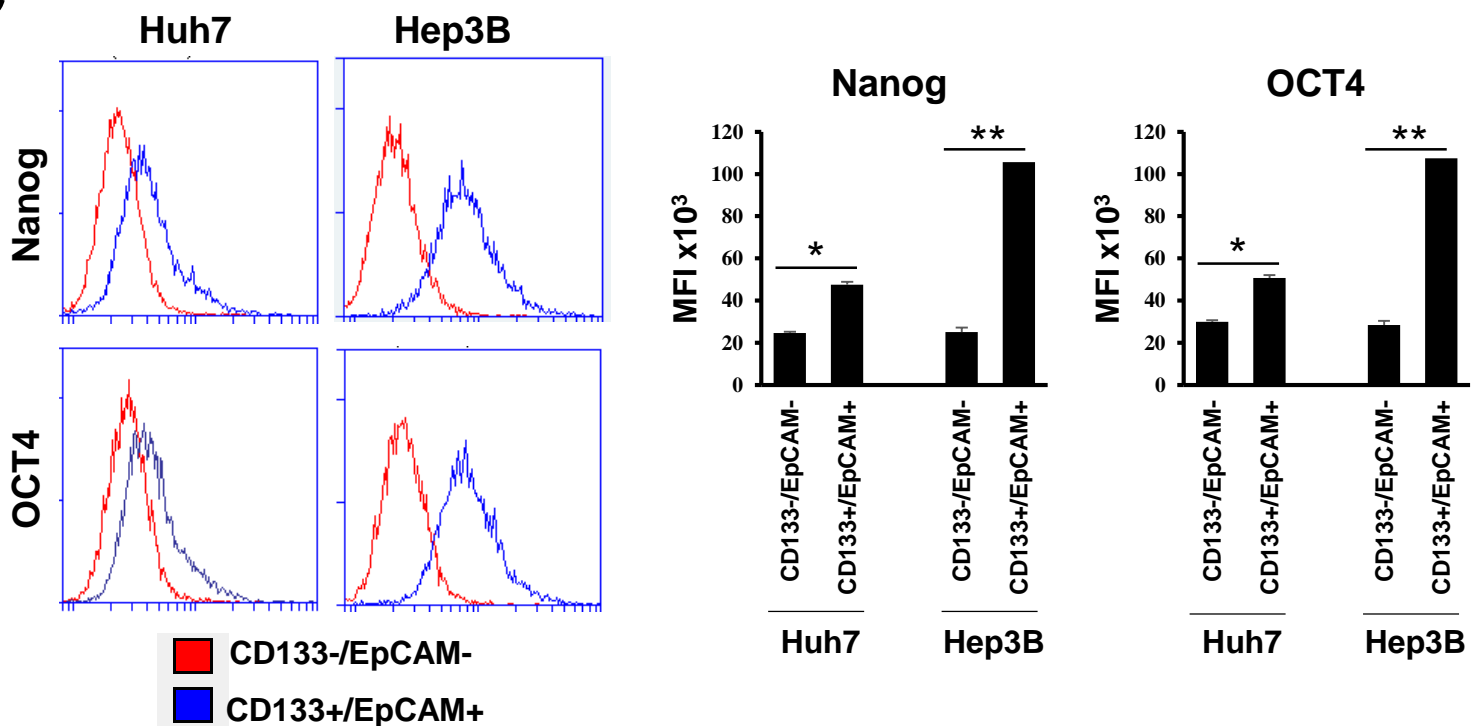 Huh7 Hep3B
Nanog
OCT4
CD133-/EpCAM-
CD133+/EpCAM+
Nanog
MFI x10³
120
100
80
60
40
20
0
*
**
CD133-/EpCAM-
CD133+/EpCAM+
CD133-/EpCAM-
CD133+/EpCAM+
Huh7 Hep3B
OCT4
MFI x10³
120
100
80
60
40
20
0
*
**
CD133-/EpCAM-
CD133+/EpCAM+
CD133-/EpCAM-
CD133+/EpCAM+
Huh7 Hep3B